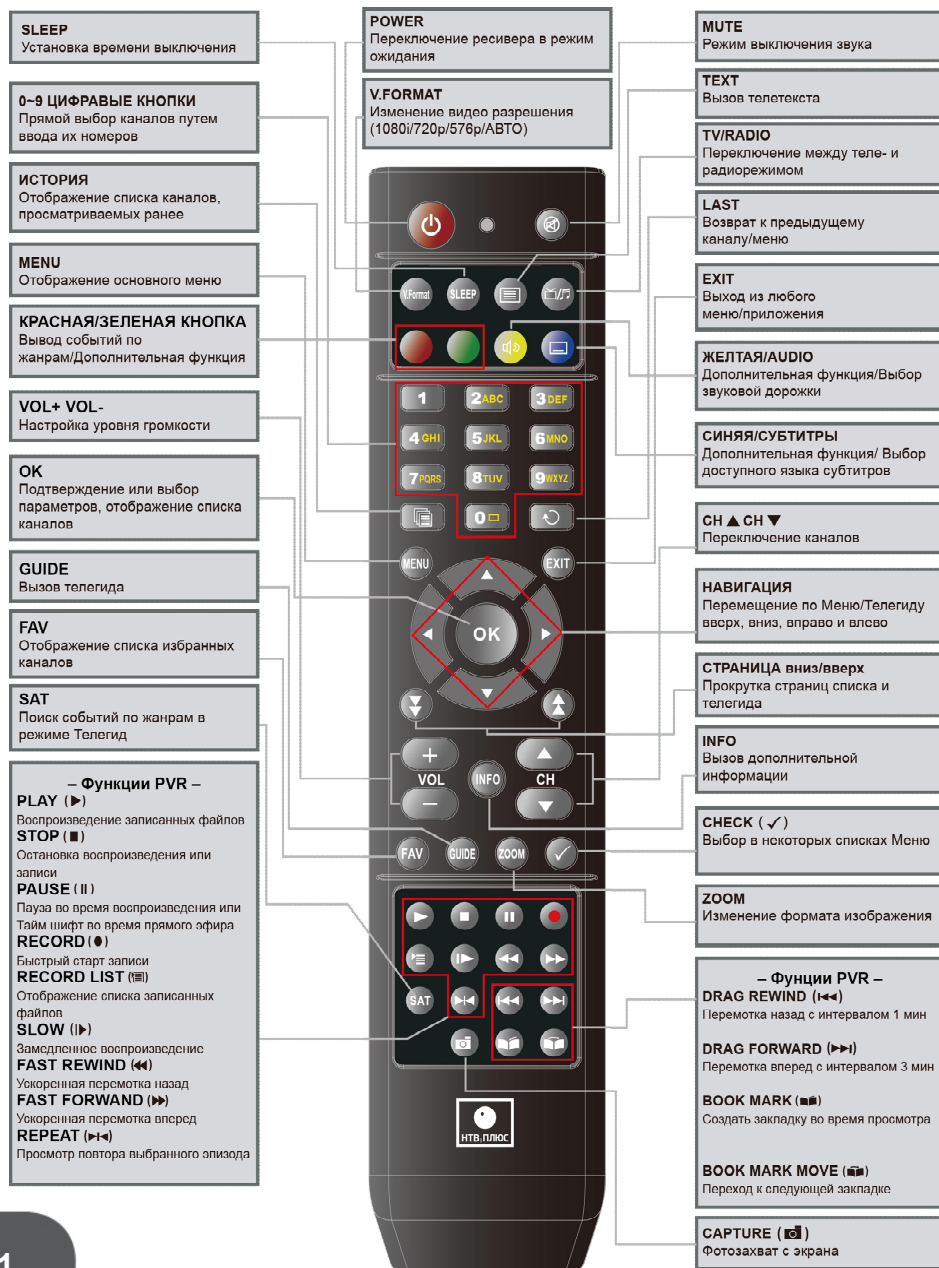 SLEEP
Установка времени выключения
0~9 ЦИФРАВЫЕ КНОПКИ
Прямой выбор каналов путем
ввода их номеров
ИСТОРИЯ
Отображение списка каналов,
просматриваемых ранее
MENU
Отображение основного меню
КРАСНАЯ/ЗЕЛЕНАЯ КНОПКА
Вывод событий по
жанрам/Дополнительная функция
VOL+ VOL-
Настройка уровня громкости
OK
Подтверждение или выбор
параметров, отображение списка
каналов
GUIDE
Вызов телегида
FAV
Отображение списка избранных
каналов
SAT
Поиск событий по жанрам в
режиме Телегид
– Функции PVR –
PLAY (▶)
Воспроизведение записанных файлов
STOP (■)
Остановка воспроизведения или
записи
PAUSE (II)
Пауза во время воспроизведения или
Тайм шифт во время прямого эфира
RECORD (●)
Быстрый старт записи
RECORD LIST (≣)
Отображение списка записанных
файлов
SLOW (I▶)
Замедленное воспроизведение
FAST REWIND (◀◀)
Ускоренная перемотка назад
FAST FORWAND (▶▶)
Ускоренная перемотка вперед
REPEAT (▶I◀)
Просмотр повтора выбранного эпизода
1
POWER
Переключение ресивера в режим
ожидания
V.FORMAT
Изменение видео разрешения
(1080i/720p/576p/АВТО)
V.Format SLEEP
1 2ABC 3DEF
4GHI 5JKL 6MNO
7PQRS 8TUV 9WXYZ
0
MENU EXIT
OK
+
VOL INFO CH
−
FAV GUIDE ZOOM ✓
SAT
НТВ ПЛЮС
MUTE
Режим выключения звука
TEXT
Вызов телетекста
TV/RADIO
Переключение между теле- и
радиорежимом
LAST
Возврат к предыдущему
каналу/меню
EXIT
Выход из любого
меню/приложения
ЖЕЛТАЯ/AUDIO
Дополнительная функция/Выбор
звуковой дорожки
СИНЯЯ/СУБТИТРЫ
Дополнительная функция/ Выбор
доступного языка субтитров
CH ▲ CH ▼
Переключение каналов
НАВИГАЦИЯ
Перемещение по Меню/Телегиду
вверх, вниз, вправо и влево
СТРАНИЦА вниз/вверх
Прокрутка страниц списка и
телегида
INFO
Вызов дополнительной
информации
CHECK ( ✓ )
Выбор в некоторых списках Меню
ZOOM
Изменение формата изображения
– Фунции PVR –
DRAG REWIND (I◀◀)
Перемотка назад с интервалом 1 мин
DRAG FORWARD (▶▶I)
Перемотка вперед с интервалом 3 мин
BOOK MARK
Создать закладку во время просмотра
BOOK MARK MOVE
Переход к следующей закладке
CAPTURE
Фотозахват с экрана